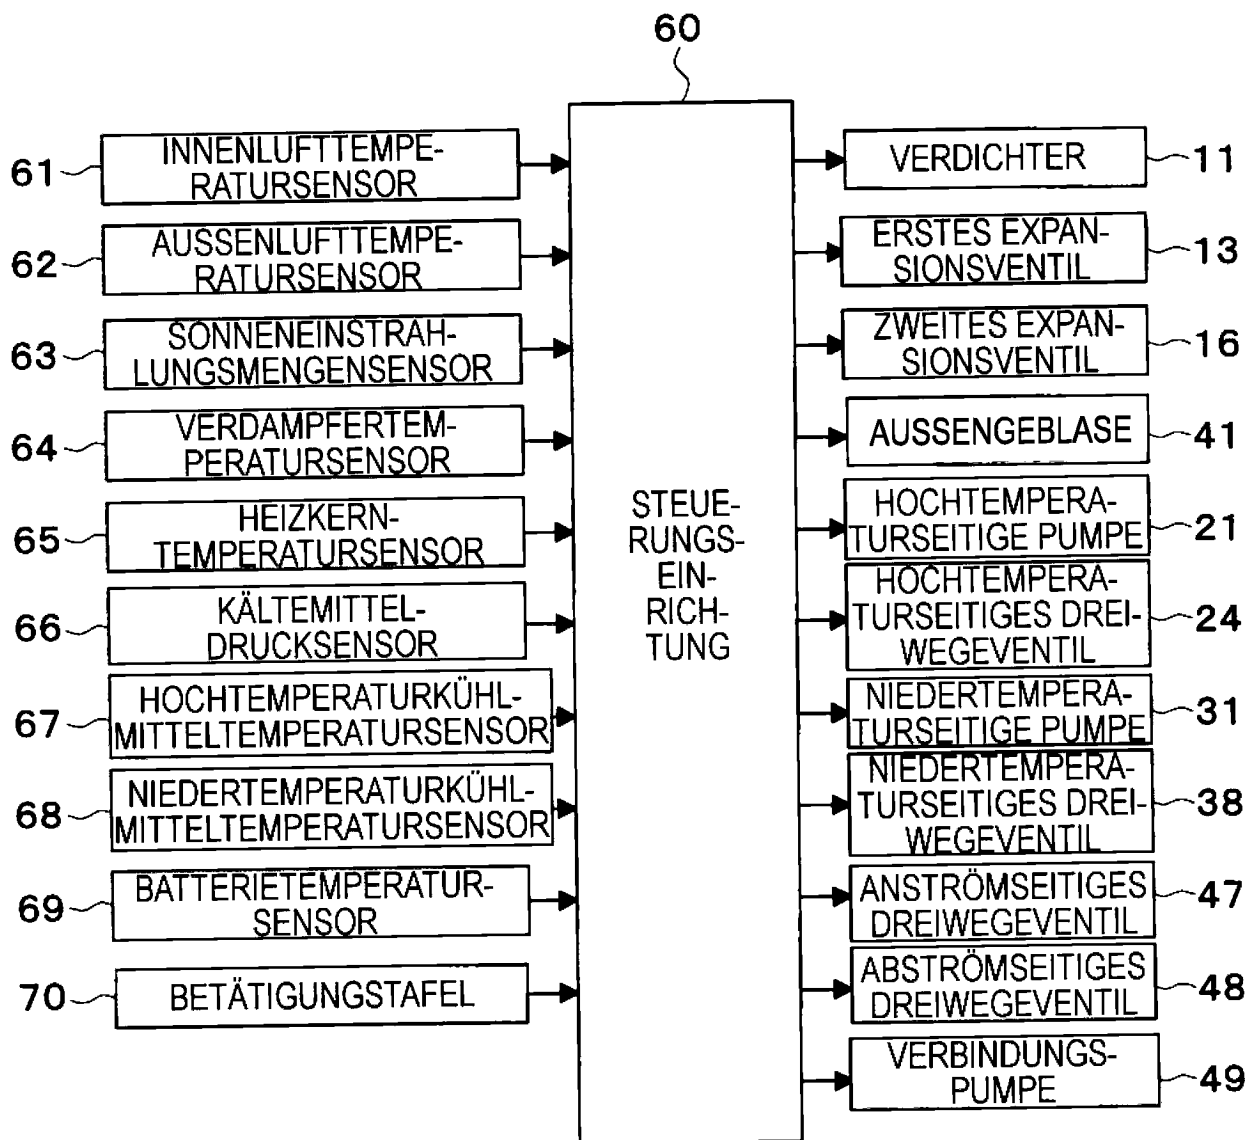 60
61
INNENLUFTTEMPE-
RATURSENSOR
62
AUSSENLUFTTEMPE-
RATURSENSOR
63
SONNENEINSTRAH-
LUNGSMENGENSENSOR
64
VERDAMPFERTEM-
PERATURSENSOR
65
HEIZKERN-
TEMPERATURSENSOR
66
KÄLTEMITTEL-
DRUCKSENSOR
67
HOCHTEMPERATURKÜHL-
MITTELTEMPERATURSENSOR
68
NIEDERTEMPERATURKÜHL-
MITTELTEMPERATURSENSOR
69
BATTERIETEMPERATUR-
SENSOR
70
BETÄTIGUNGSTAFEL
STEUE-
RUNGS-
EIN-
RICH-
TUNG
VERDICHTER
11
ERSTES EXPAN-
SIONSVENTIL
13
ZWEITES EXPAN-
SIONSVENTIL
16
AUSSENGEBLASE
41
HOCHTEMPERA-
TURSEITIGE PUMPE
21
HOCHTEMPERA-
TURSEITIGES DREI-
WEGEVENTIL
24
NIEDERTEMPERA-
TURSEITIGE PUMPE
31
NIEDERTEMPERA-
TURSEITIGES DREI-
WEGEVENTIL
38
ANSTRÖMSEITIGES
DREIWEGEVENTIL
47
ABSTRÖMSEITIGES
DREIWEGEVENTIL
48
VERBINDUNGS-
PUMPE
49